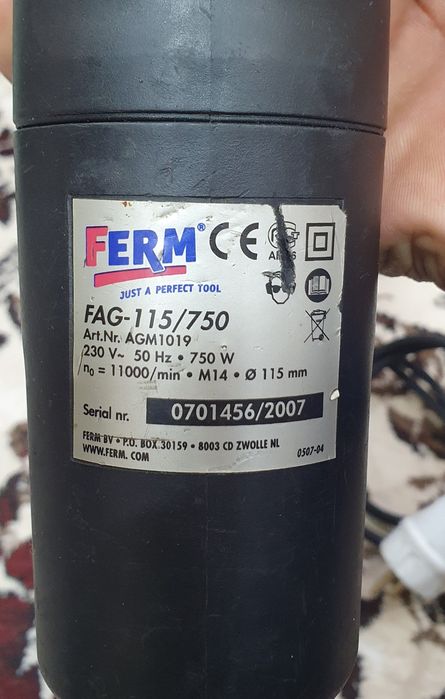 FERM® CE
JUST A PERFECT TOOL
FAG-115/750
Art.Nr. AGM1019
230 V~ 50 Hz • 750 W
n₀ = 11000/min • M14 • Ø 115 mm
Serial nr. 0701456/2007
FERM BV • P.O. BOX 30159 • 8003 CD ZWOLLE NL
WWW.FERM.COM 0507-04